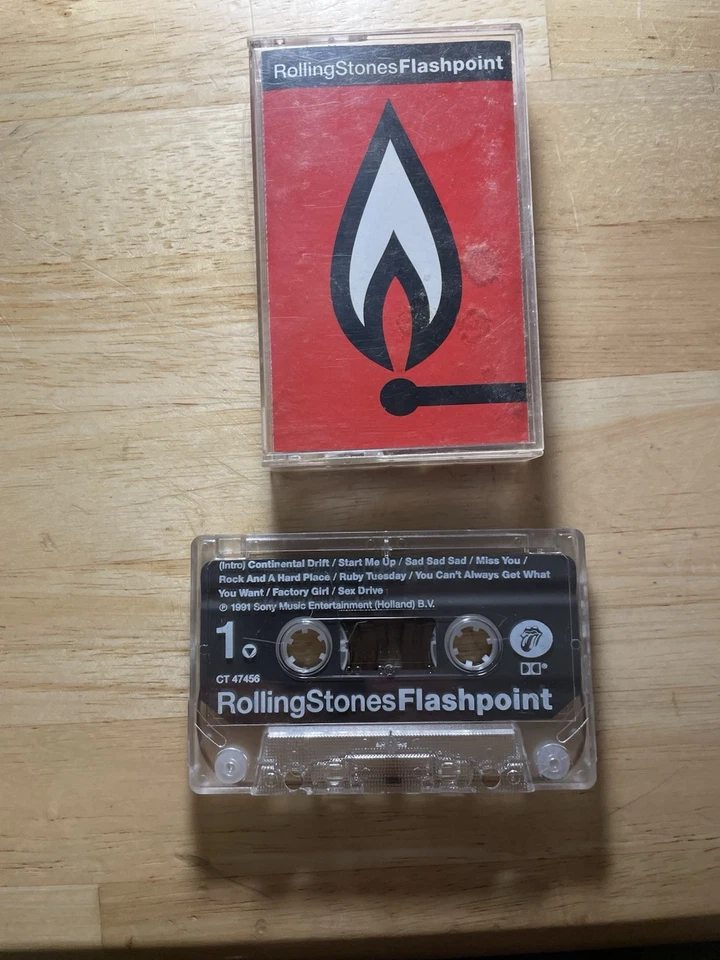 RollingStonesFlashpoint
(Intro) Continental Drift / Start Me Up / Sad Sad Sad / Miss You /
Rock And A Hard Place / Ruby Tuesday / You Can't Always Get What
You Want / Factory Girl / Sex Drive
℗ 1991 Sony Music Entertainment (Holland) B.V.
1.
CT 47456
RollingStonesFlashpoint